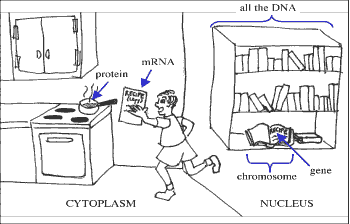 all the DNA
mRNA
protein
RECIPE
(copy)
RECIPE
gene
chromosome
CYTOPLASM
NUCLEUS